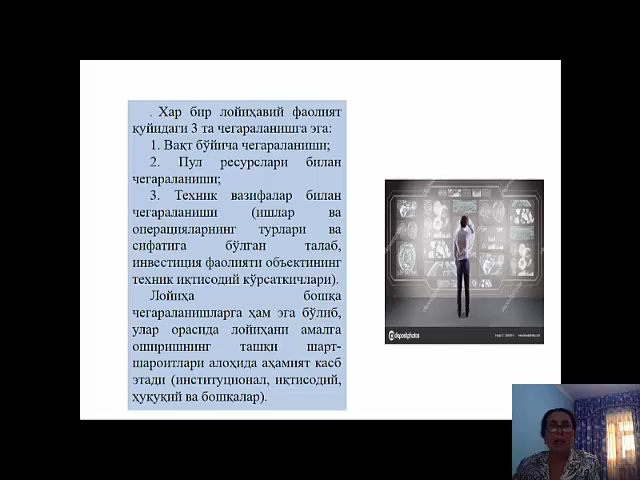 . Хар бир лойиҳавий фаолият
қуйидаги 3 та чегараланишга эга:
1. Вақт бўйича чегараланиши;
2. Пул ресурслари билан
чегараланиши;
3. Техник вазифалар билан
чегараланиши (ишлар ва
операцияларнинг турлари ва
сифатига бўлган талаб,
инвестиция фаолияти объектининг
техник иқтисодий кўрсаткичлари).
Лойиҳа бошқа
чегараланишларга ҳам эга бўлиб,
улар орасида лойиҳани амалга
оширишнинг ташқи шарт-
шароитлари алоҳида аҳамият касб
этади (институционал, иқтисодий,
ҳуқуқий ва бошқалар).
depositphotos